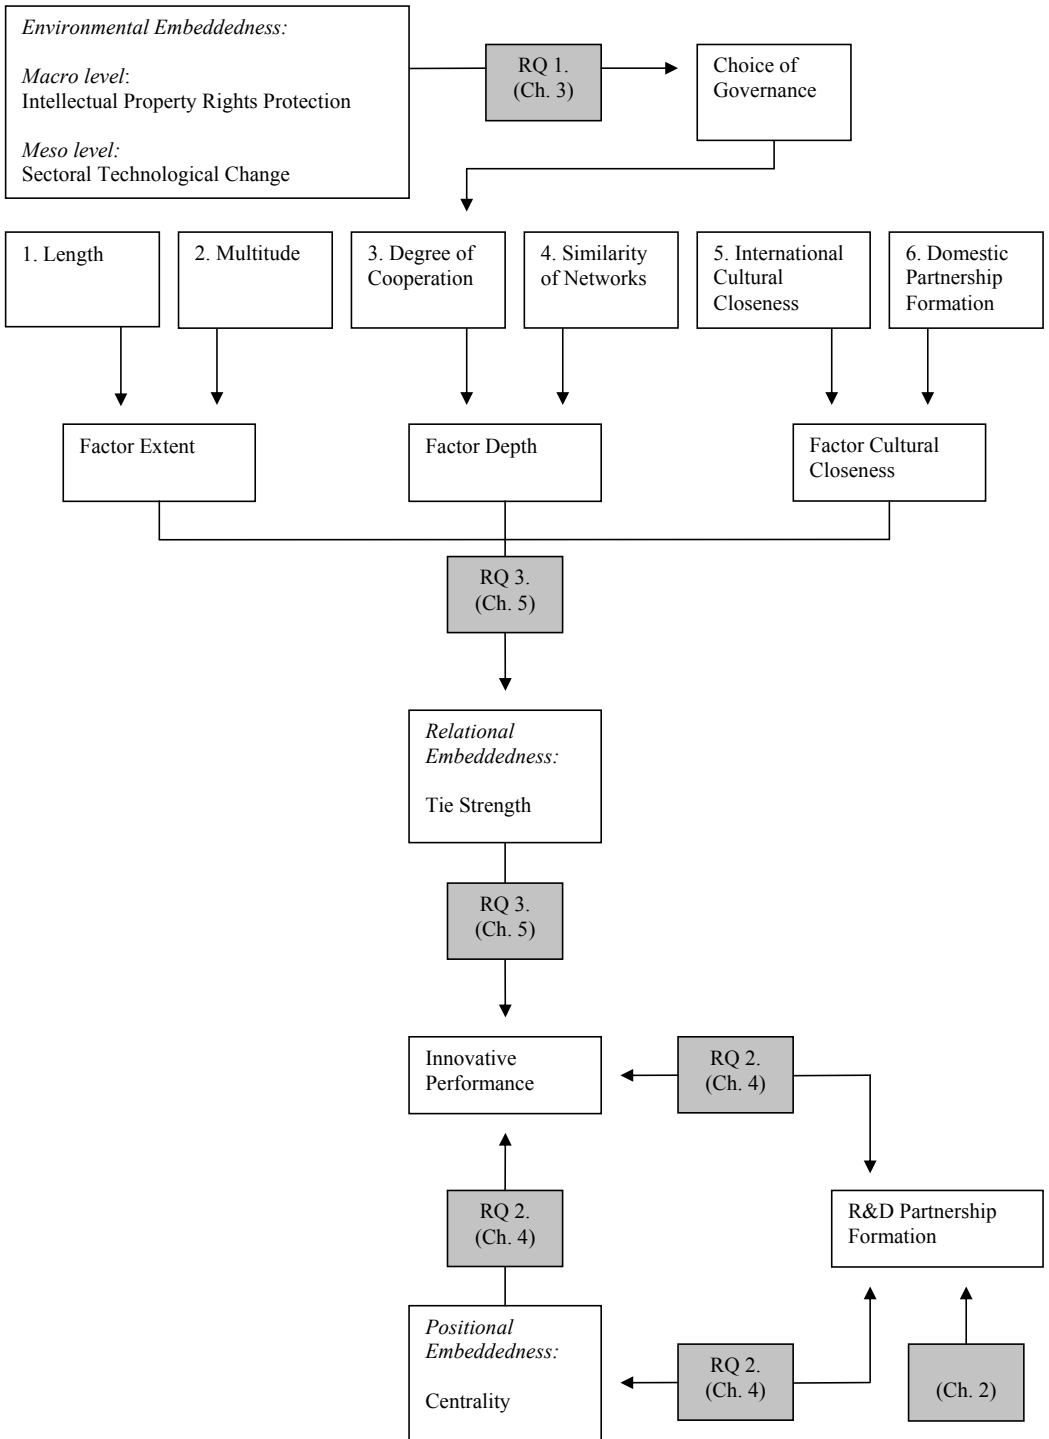 Environmental Embeddedness:
Macro level:
Intellectual Property Rights Protection
Meso level:
Sectoral Technological Change
RQ 1.
(Ch. 3)
Choice of
Governance
1. Length
2. Multitude
3. Degree of
Cooperation
4. Similarity
of Networks
5. International
Cultural
Closeness
6. Domestic
Partnership
Formation
Factor Extent
Factor Depth
Factor Cultural
Closeness
RQ 3.
(Ch. 5)
Relational
Embeddedness:
Tie Strength
RQ 3.
(Ch. 5)
Innovative
Performance
RQ 2.
(Ch. 4)
RQ 2.
(Ch. 4)
R&D Partnership
Formation
Positional
Embeddedness:
Centrality
RQ 2.
(Ch. 4)
(Ch. 2)